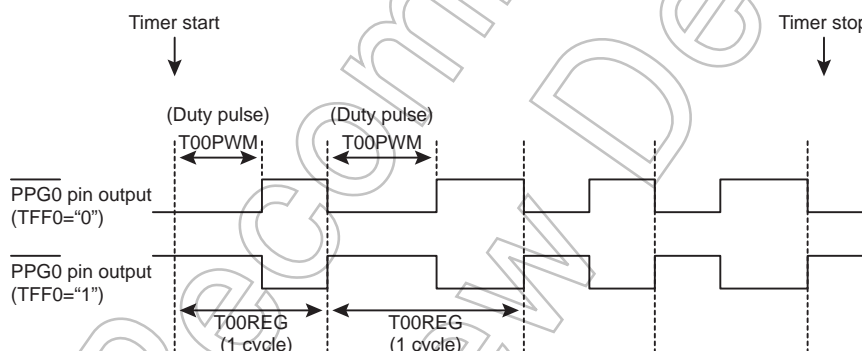 Timer start
Timer stop
(Duty pulse)
(Duty pulse)
T00PWM
T00PWM
PPG0 pin output
(TFF0=“0”)
PPG0 pin output
(TFF0=“1”)
T00REG
T00REG
(1 cycle)
(1 cycle)